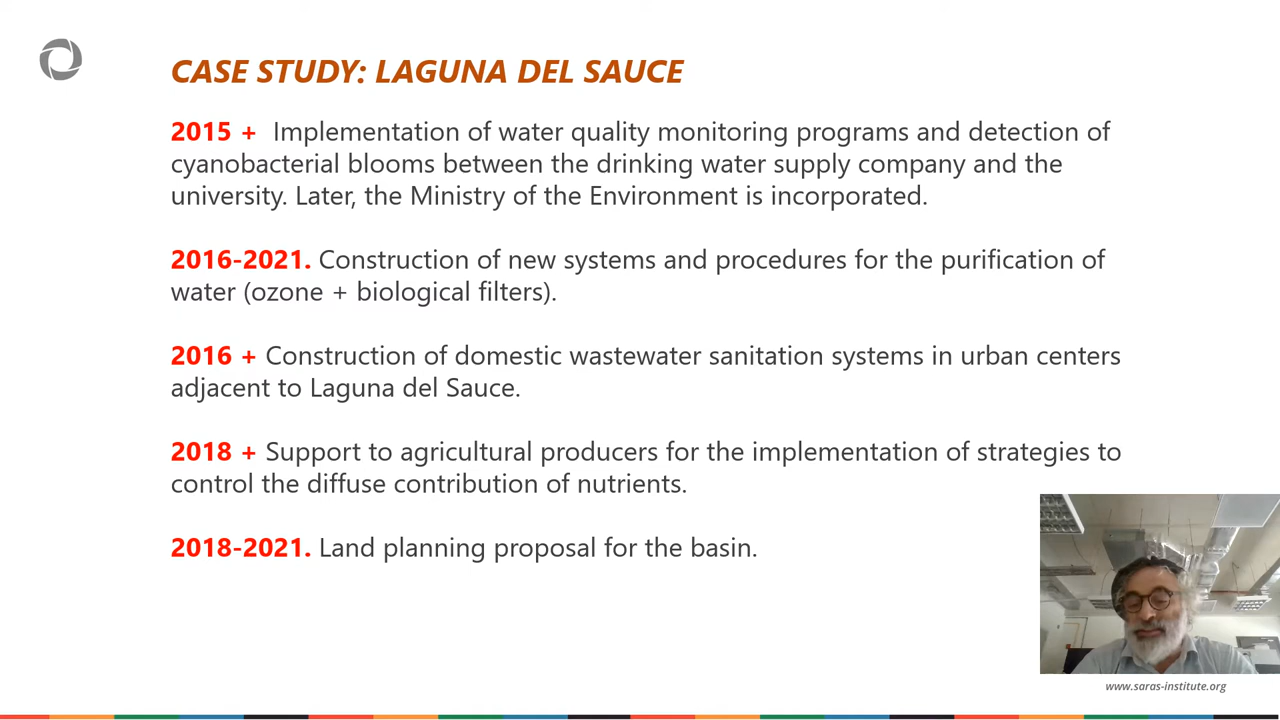 CASE STUDY: LAGUNA DEL SAUCE
2015 + Implementation of water quality monitoring programs and detection of
cyanobacterial blooms between the drinking water supply company and the
university. Later, the Ministry of the Environment is incorporated.
2016-2021. Construction of new systems and procedures for the purification of
water (ozone + biological filters).
2016 + Construction of domestic wastewater sanitation systems in urban centers
adjacent to Laguna del Sauce.
2018 + Support to agricultural producers for the implementation of strategies to
control the diffuse contribution of nutrients.
2018-2021. Land planning proposal for the basin.
www.saras-institute.org